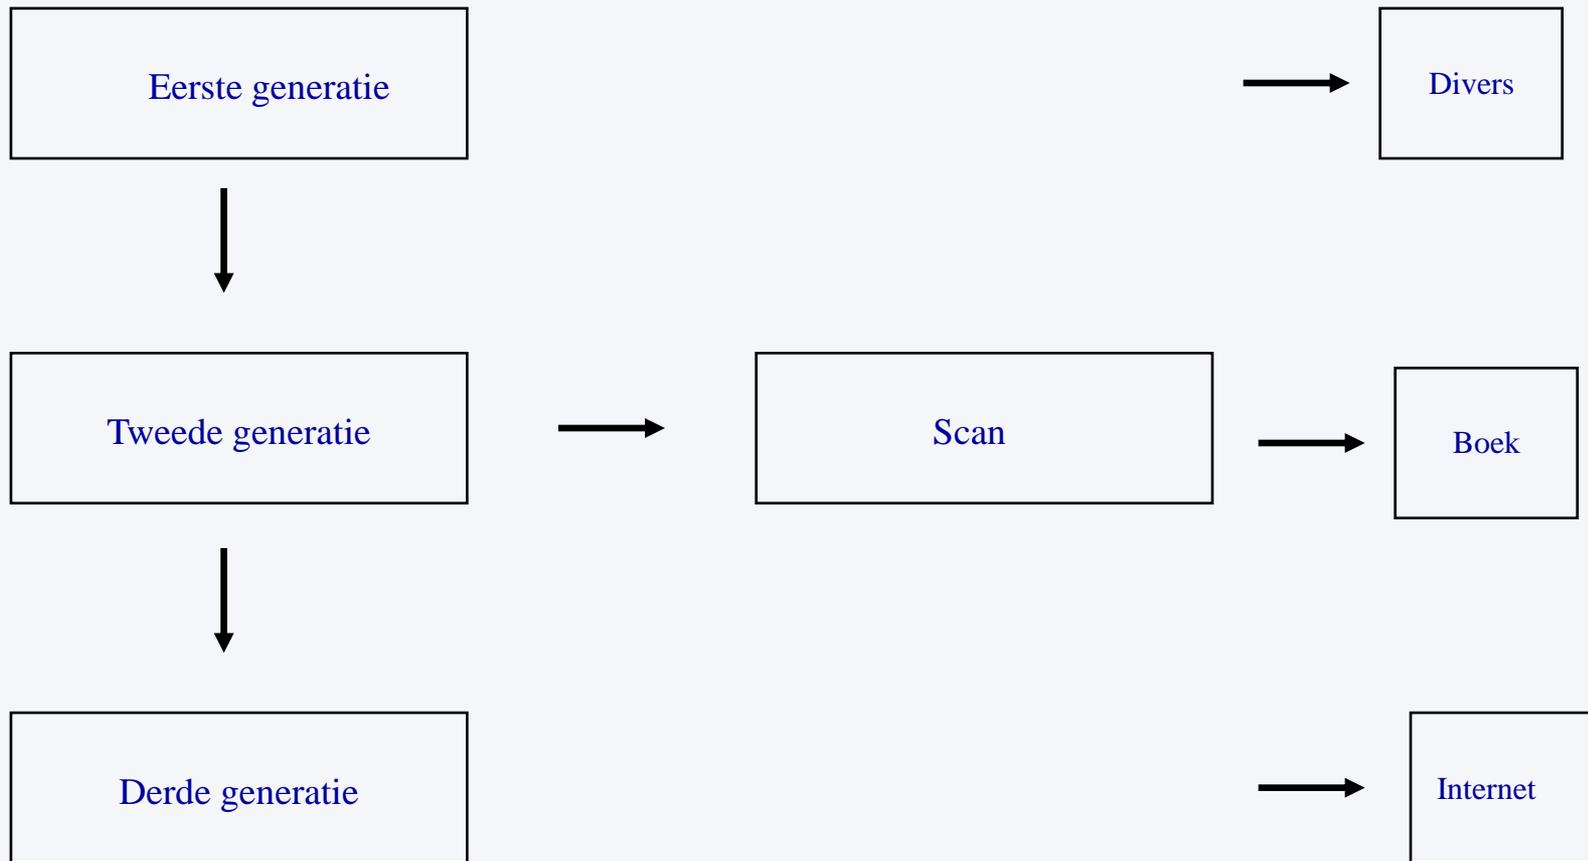 Eerste generatie
Divers
Tweede generatie
Scan
Boek
Derde generatie
Internet